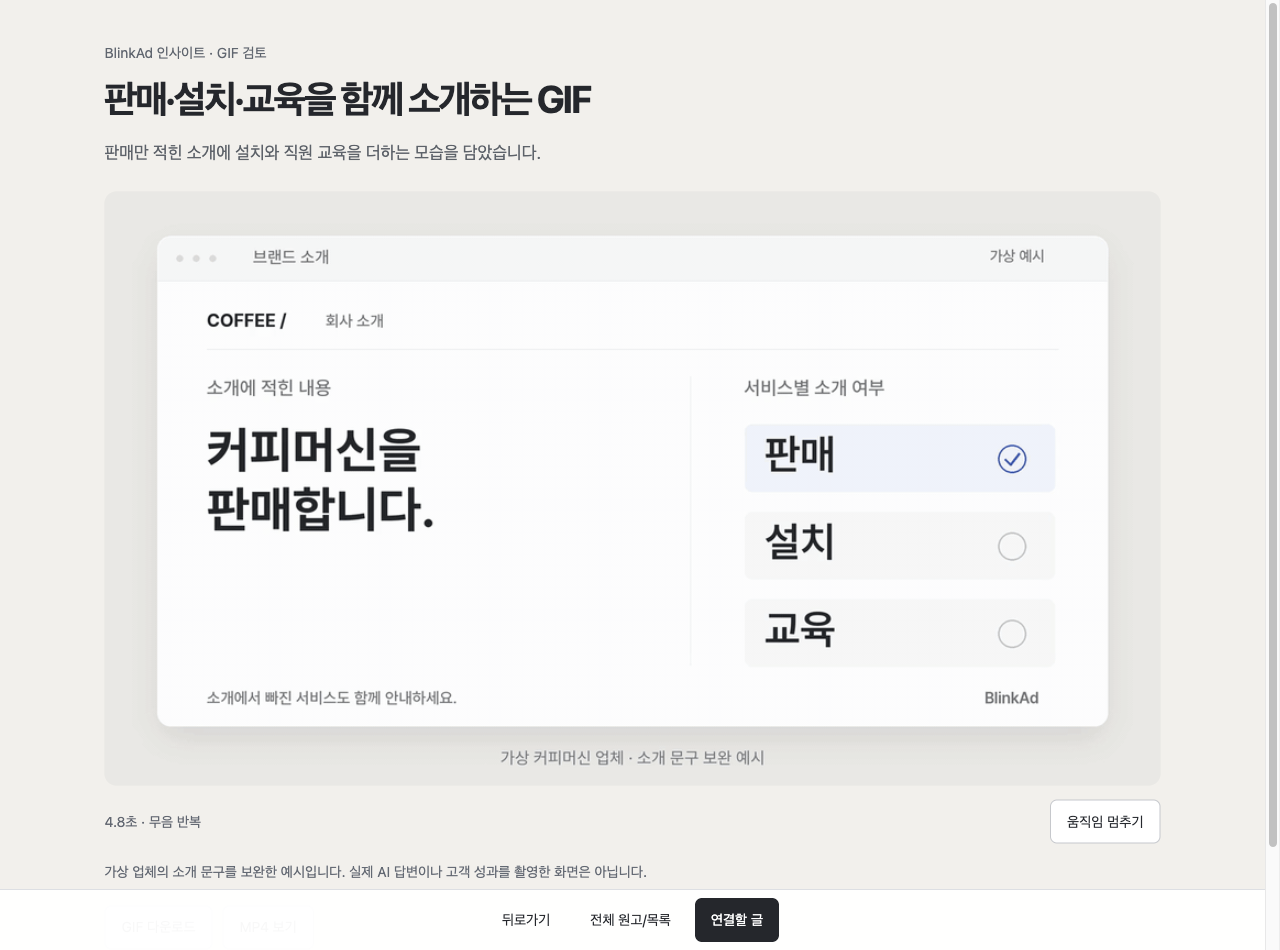 BlinkAd 인사이트 · GIF 검토
판매·설치·교육을 함께 소개하는 GIF
판매만 적힌 소개에 설치와 직원 교육을 더하는 모습을 담았습니다.
브랜드 소개
가상 예시
COFFEE /
회사 소개
소개에 적힌 내용
커피머신을
판매합니다.
서비스별 소개 여부
판매
설치
교육
소개에서 빠진 서비스도 함께 안내하세요.
BlinkAd
가상 커피머신 업체 · 소개 문구 보완 예시
4.8초 · 무음 반복
움직임 멈추기
가상 업체의 소개 문구를 보완한 예시입니다. 실제 AI 답변이나 고객 성과를 촬영한 화면은 아닙니다.
GIF 다운로드
MP4 보기
뒤로가기
전체 원고/목록
연결할 글